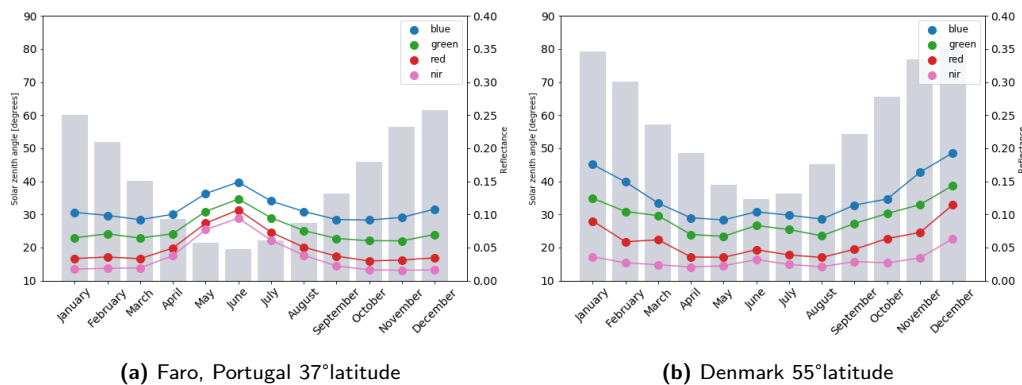 90
80
70
60
50
40
30
20
10
Solar zenith angle [degrees]
0.40
0.35
0.30
0.25
0.20
0.15
0.10
0.05
0.00
Reflectance
blue
green
red
nir
January
February
March
April
May
June
July
August
September
October
November
December
(a) Faro, Portugal 37°latitude
90
80
70
60
50
40
30
20
10
Solar zenith angle [degrees]
0.40
0.35
0.30
0.25
0.20
0.15
0.10
0.05
0.00
Reflectance
blue
green
red
nir
January
February
March
April
May
June
July
August
September
October
November
December
(b) Denmark 55°latitude